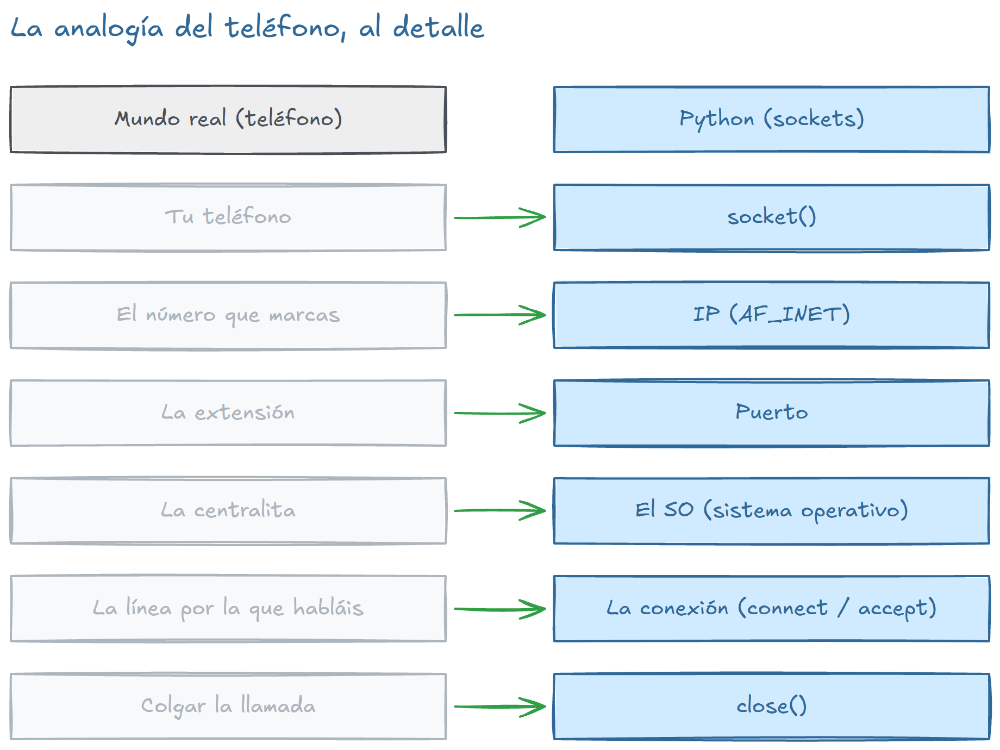 La analogía del teléfono, al detalle
Mundo real (teléfono)
Python (sockets)
Tu teléfono
socket()
El número que marcas
IP (AF_INET)
La extensión
Puerto
La centralita
El SO (sistema operativo)
La línea por la que habláis
La conexión (connect / accept)
Colgar la llamada
close()